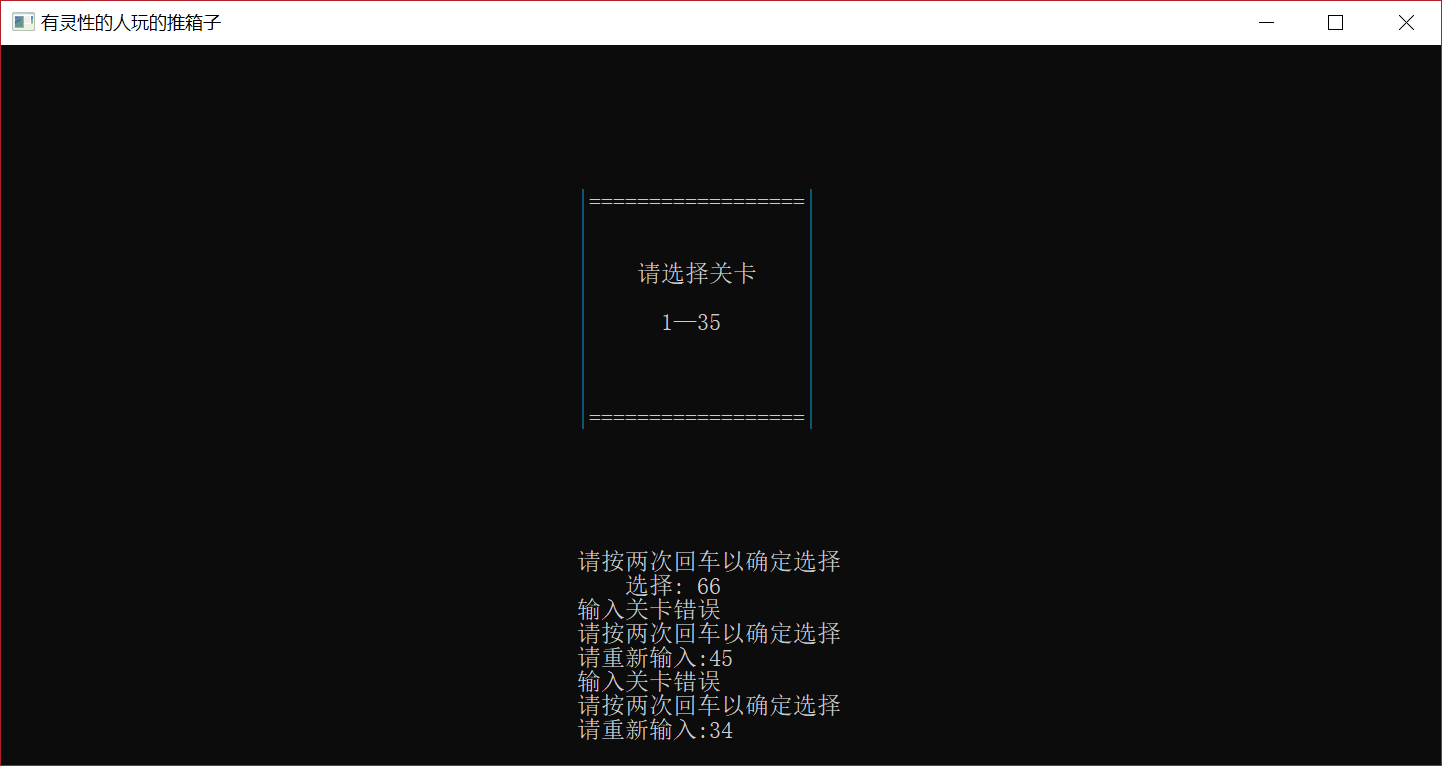 有灵性的人玩的推箱子
==================
请选择关卡
1—35
==================
请按两次回车以确定选择
选择: 66
输入关卡错误
请按两次回车以确定选择
请重新输入:45
输入关卡错误
请按两次回车以确定选择
请重新输入:34